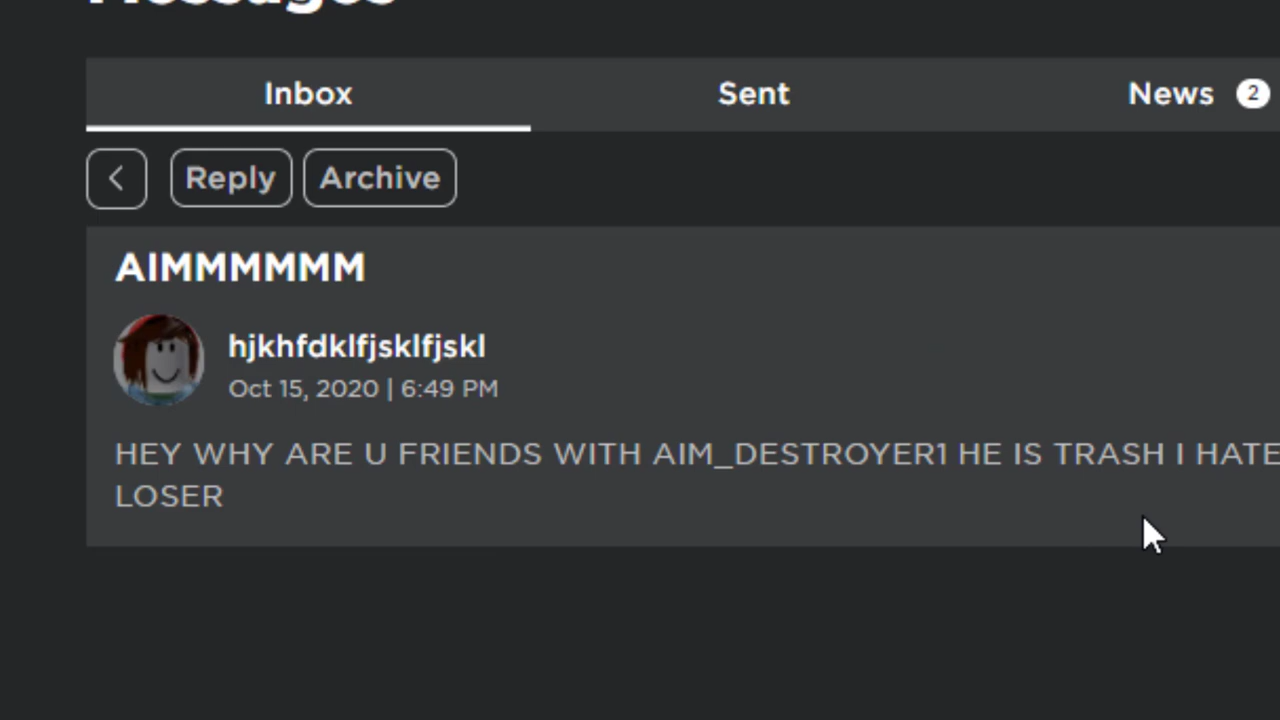 Messages
Inbox
Sent
News 2
Reply
Archive
AIMMMMMM
hjkhfdklfjsklfjskl
Oct 15, 2020 | 6:49 PM
HEY WHY ARE U FRIENDS WITH AIM_DESTROYER1 HE IS TRASH I HATE
LOSER